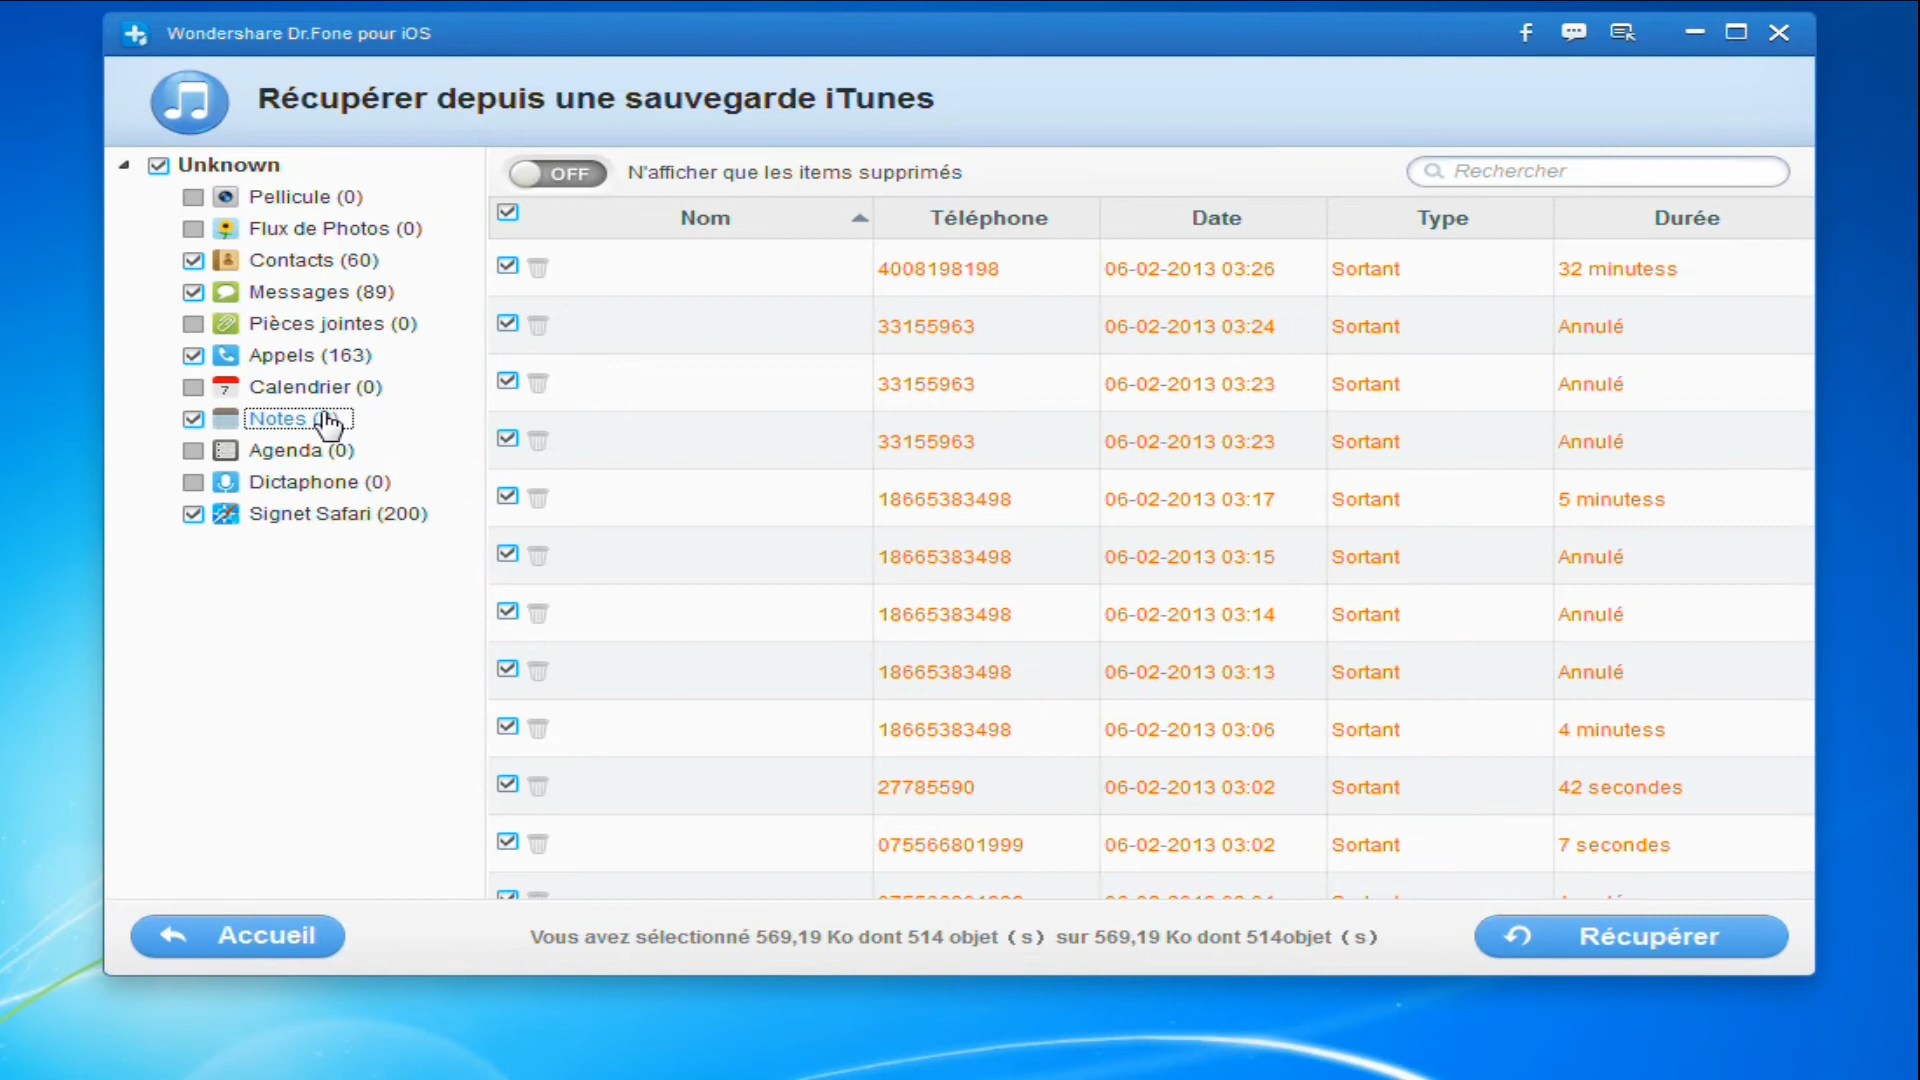 Wondershare Dr.Fone pour iOS
Récupérer depuis une sauvegarde iTunes
Unknown
Pellicule (0)
Flux de Photos (0)
Contacts (60)
Messages (89)
Pièces jointes (0)
Appels (163)
7 Calendrier (0)
Notes
Agenda (0)
Dictaphone (0)
Signet Safari (200)
OFF N'afficher que les items supprimés Rechercher
Nom Téléphone Date Type Durée
4008198198 06-02-2013 03:26 Sortant 32 minutess
33155963 06-02-2013 03:24 Sortant Annulé
33155963 06-02-2013 03:23 Sortant Annulé
33155963 06-02-2013 03:23 Sortant Annulé
18665383498 06-02-2013 03:17 Sortant 5 minutess
18665383498 06-02-2013 03:15 Sortant Annulé
18665383498 06-02-2013 03:14 Sortant Annulé
18665383498 06-02-2013 03:13 Sortant Annulé
18665383498 06-02-2013 03:06 Sortant 4 minutess
27785590 06-02-2013 03:02 Sortant 42 secondes
075566801999 06-02-2013 03:02 Sortant 7 secondes
Accueil Vous avez sélectionné 569,19 Ko dont 514 objet (s) sur 569,19 Ko dont 514objet (s) Récupérer